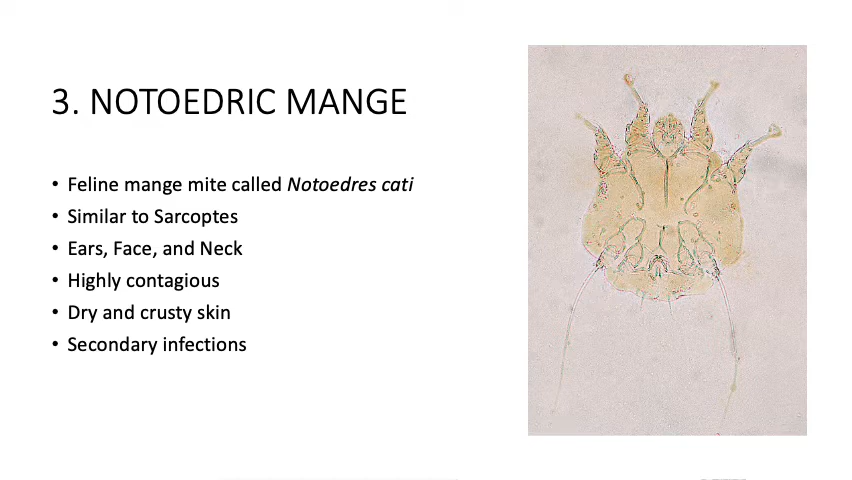 3. NOTOEDRIC MANGE
• Feline mange mite called Notoedres cati
• Similar to Sarcoptes
• Ears, Face, and Neck
• Highly contagious
• Dry and crusty skin
• Secondary infections